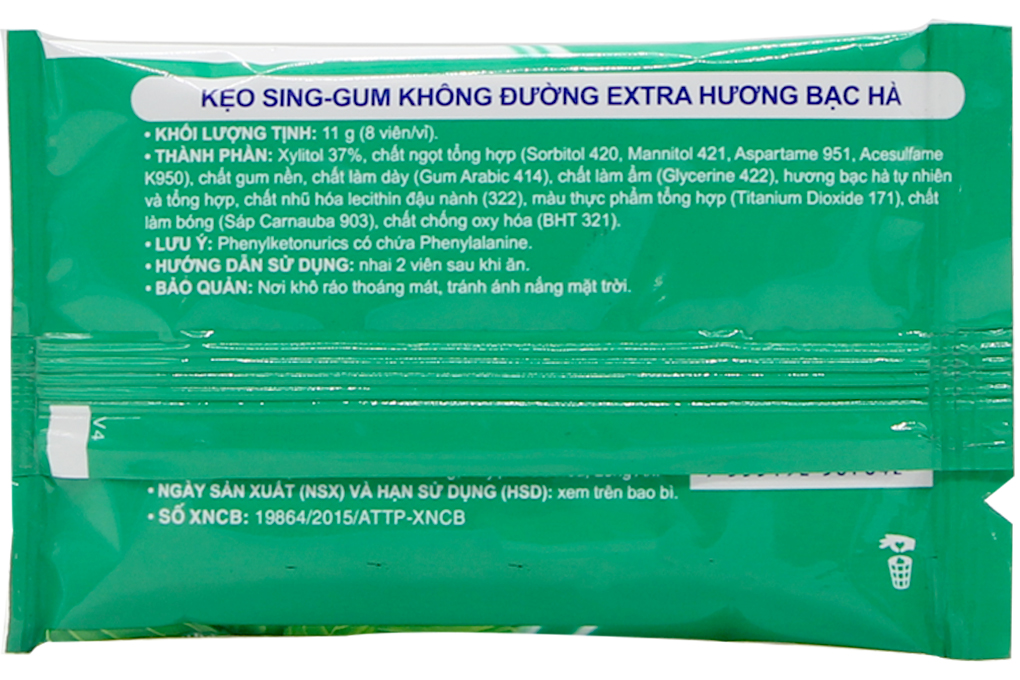 KẸO SING-GUM KHÔNG ĐƯỜNG EXTRA HƯƠNG BẠC HÀ
• KHỐI LƯỢNG TỊNH: 11 g (8 viên/vỉ).
• THÀNH PHẦN: Xylitol 37%, chất ngọt tổng hợp (Sorbitol 420, Mannitol 421, Aspartame 951, Acesulfame
K950), chất gum nền, chất làm dày (Gum Arabic 414), chất làm ẩm (Glycerine 422), hương bạc hà tự nhiên
và tổng hợp, chất nhũ hóa lecithin đậu nành (322), màu thực phẩm tổng hợp (Titanium Dioxide 171), chất
làm bóng (Sáp Carnauba 903), chất chống oxy hóa (BHT 321).
• LƯU Ý: Phenylketonurics có chứa Phenylalanine.
• HƯỚNG DẪN SỬ DỤNG: nhai 2 viên sau khi ăn.
• BẢO QUẢN: Nơi khô ráo thoáng mát, tránh ánh nắng mặt trời.
V4
• NGÀY SẢN XUẤT (NSX) VÀ HẠN SỬ DỤNG (HSD): xem trên bao bì.
• SỐ XNCB: 19864/2015/ATTP-XNCB